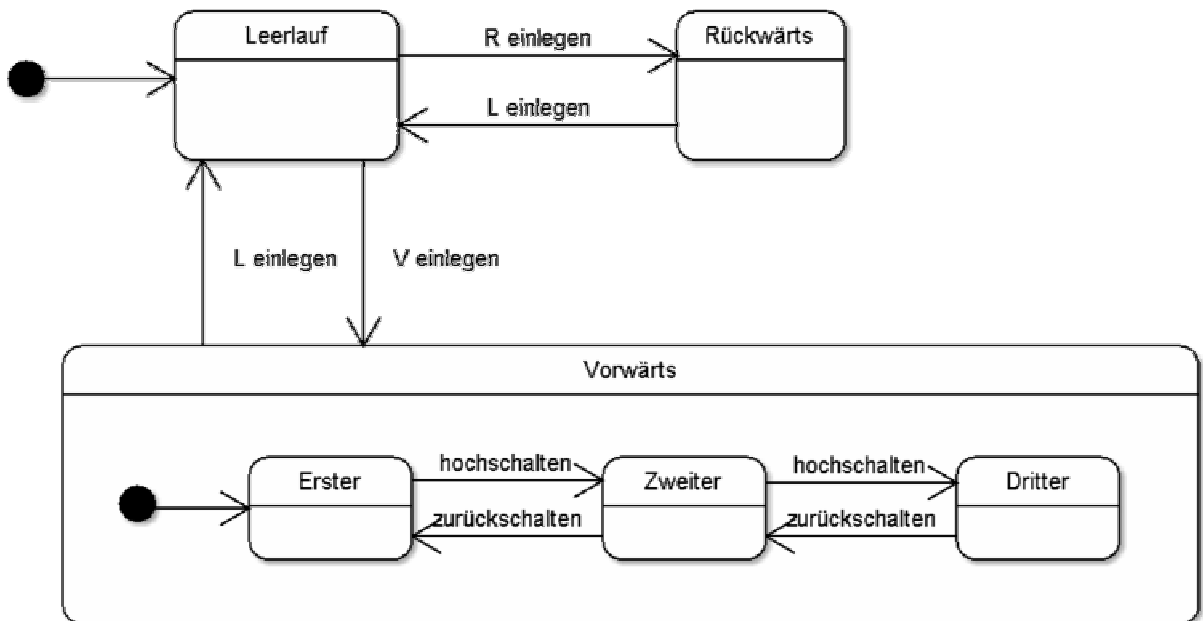 Leerlauf
R einlegen
Rückwärts
L einlegen
L einlegen
V einlegen
Vorwärts
hochschalten
hochschalten
Erster
Zweiter
Dritter
zurückschalten
zurückschalten